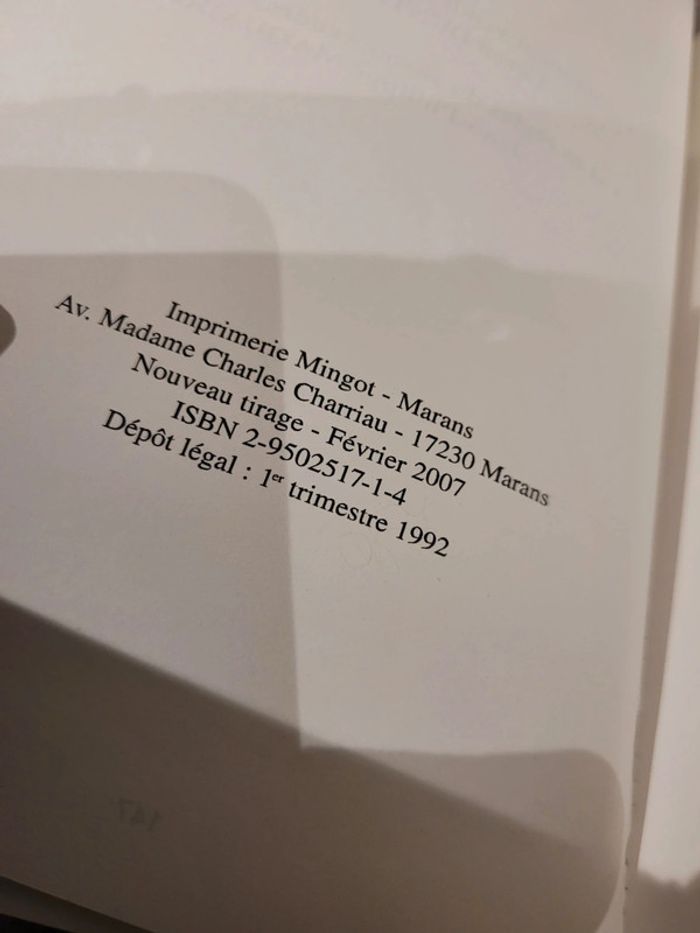 Imprimerie Mingot - Marans
Av. Madame Charles Charriau - 17230 Marans
Nouveau tirage - Février 2007
ISBN 2-9502517-1-4
Dépôt légal : 1er trimestre 1992
147